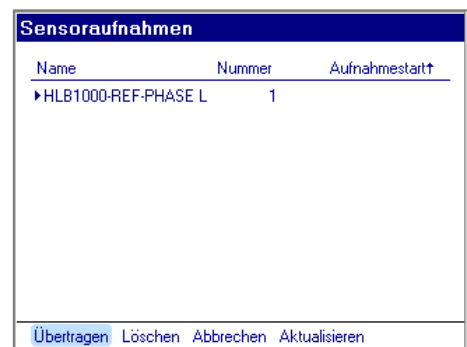 Sensoraufnahmen
Name Nummer Aufnahmestart↑
▸HLB1000-REF-PHASE L 1
Übertragen Löschen Abbrechen Aktualisieren